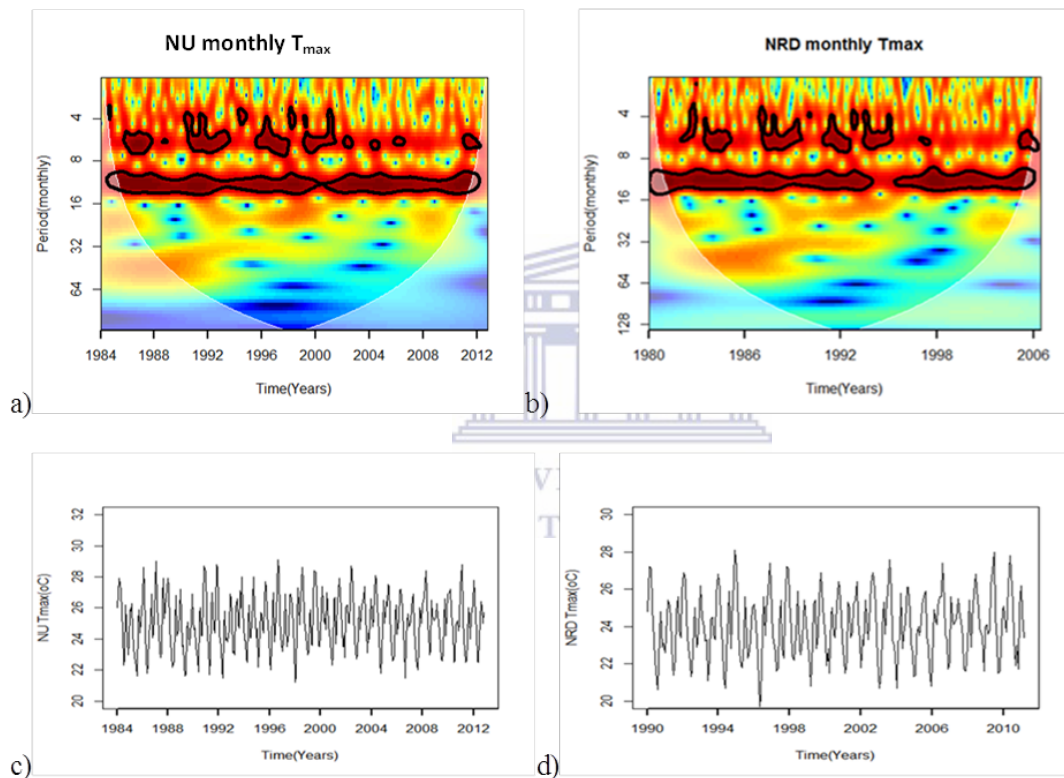 NU monthly Tmax
Period(monthly)
4
8
16
32
64
1984 1988 1992 1996 2000 2004 2008 2012
Time(Years)
a)
NRD monthly Tmax
Period(monthly)
4
8
16
32
64
128
1980 1986 1992 1998 2006
Time(Years)
b)
NU Tmax(oC)
32
30
28
26
24
22
20
1984 1988 1992 1996 2000 2004 2008 2013
Time(Years)
c)
NRD Tmax(oC)
30
28
26
24
22
20
1990 1995 1998 2002 2006 2010
Time(Years)
d)